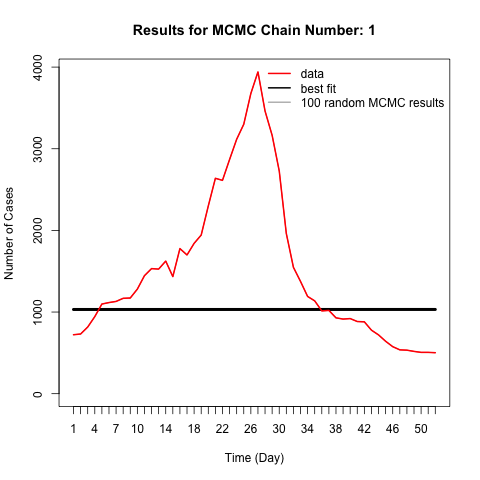 Results for MCMC Chain Number: 1
data
best fit
100 random MCMC results
Number of Cases
4000
3000
2000
1000
0
1 4 7 10 14 18 22 26 30 34 38 42 46 50
Time (Day)